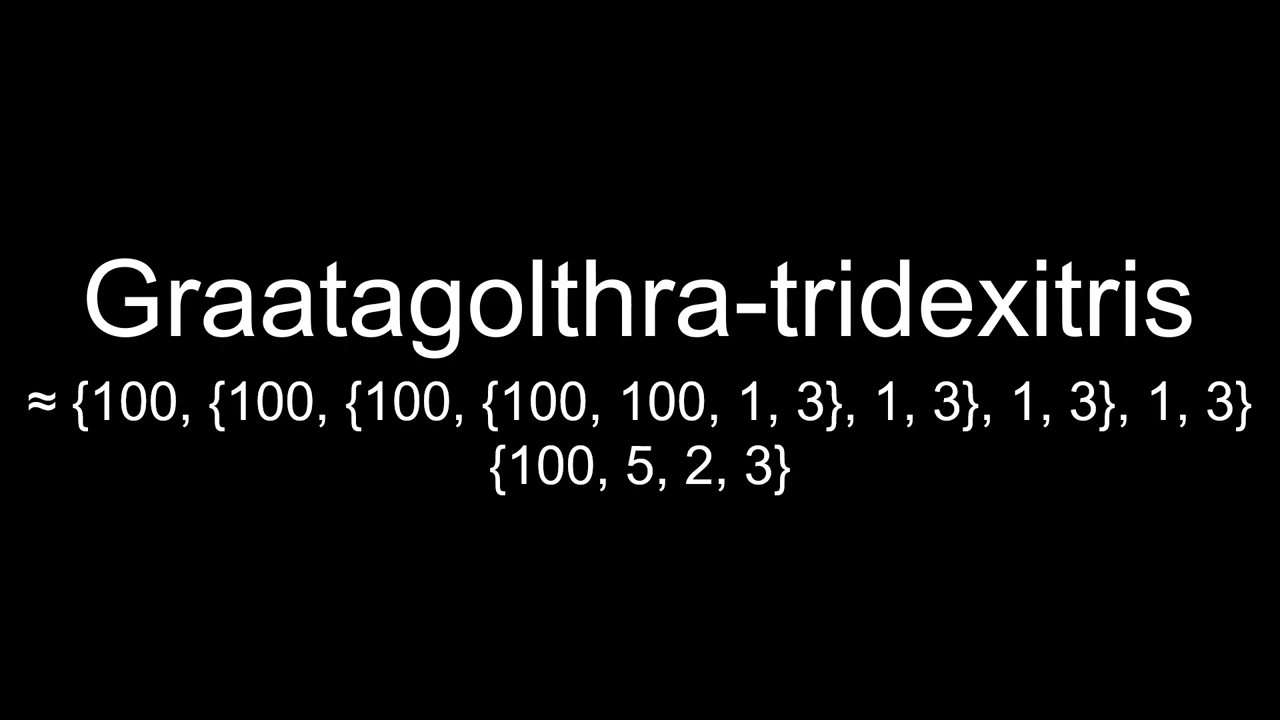 Graatagolthra-tridexitris
≈ {100, {100, {100, {100, 100, 1, 3}, 1, 3}, 1, 3}, 1, 3}
{100, 5, 2, 3}